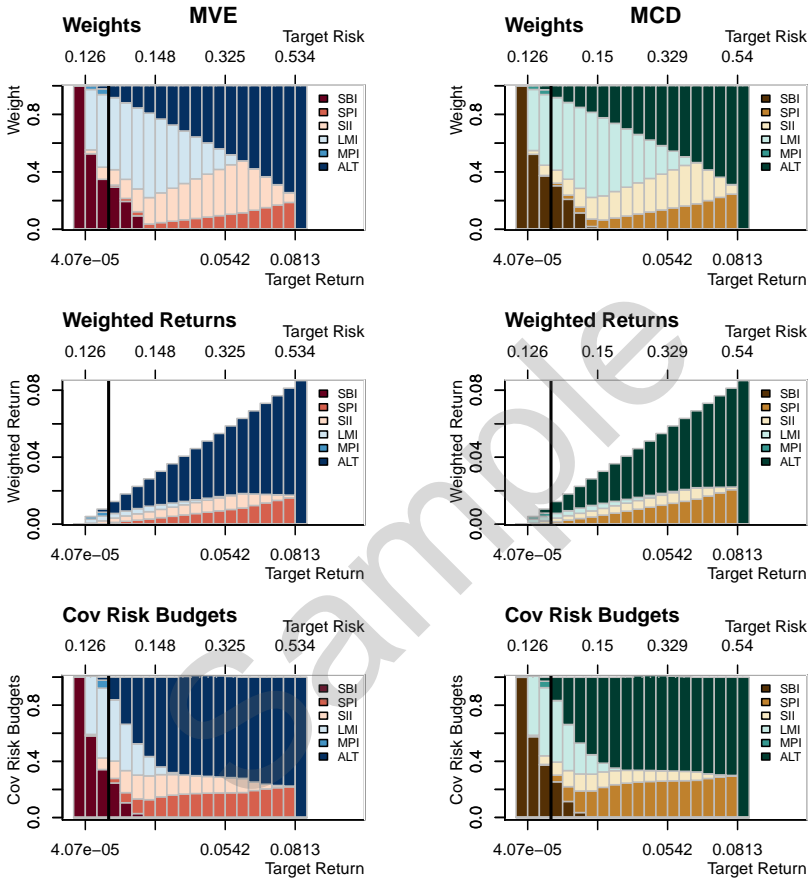 MVE
MCD
Weights
Target Risk
0.126 0.148 0.325 0.534
Weight
0.0 0.4 0.8
SBI
SPI
SII
LMI
MPI
ALT
4.07e−05 0.0542 0.0813
Target Return
Weights
Target Risk
0.126 0.15 0.329 0.54
Weight
0.0 0.4 0.8
SBI
SPI
SII
LMI
MPI
ALT
4.07e−05 0.0542 0.0813
Target Return
Weighted Returns
Target Risk
0.126 0.148 0.325 0.534
Weighted Return
0.00 0.04 0.08
SBI
SPI
SII
LMI
MPI
ALT
4.07e−05 0.0542 0.0813
Target Return
Weighted Returns
Target Risk
0.126 0.15 0.329 0.54
Weighted Return
0.00 0.04 0.08
SBI
SPI
SII
LMI
MPI
ALT
4.07e−05 0.0542 0.0813
Target Return
Cov Risk Budgets
Target Risk
0.126 0.148 0.325 0.534
Cov Risk Budgets
0.0 0.4 0.8
SBI
SPI
SII
LMI
MPI
ALT
4.07e−05 0.0542 0.0813
Target Return
Cov Risk Budgets
Target Risk
0.126 0.15 0.329 0.54
Cov Risk Budgets
0.0 0.4 0.8
SBI
SPI
SII
LMI
MPI
ALT
4.07e−05 0.0542 0.0813
Target Return
Sample